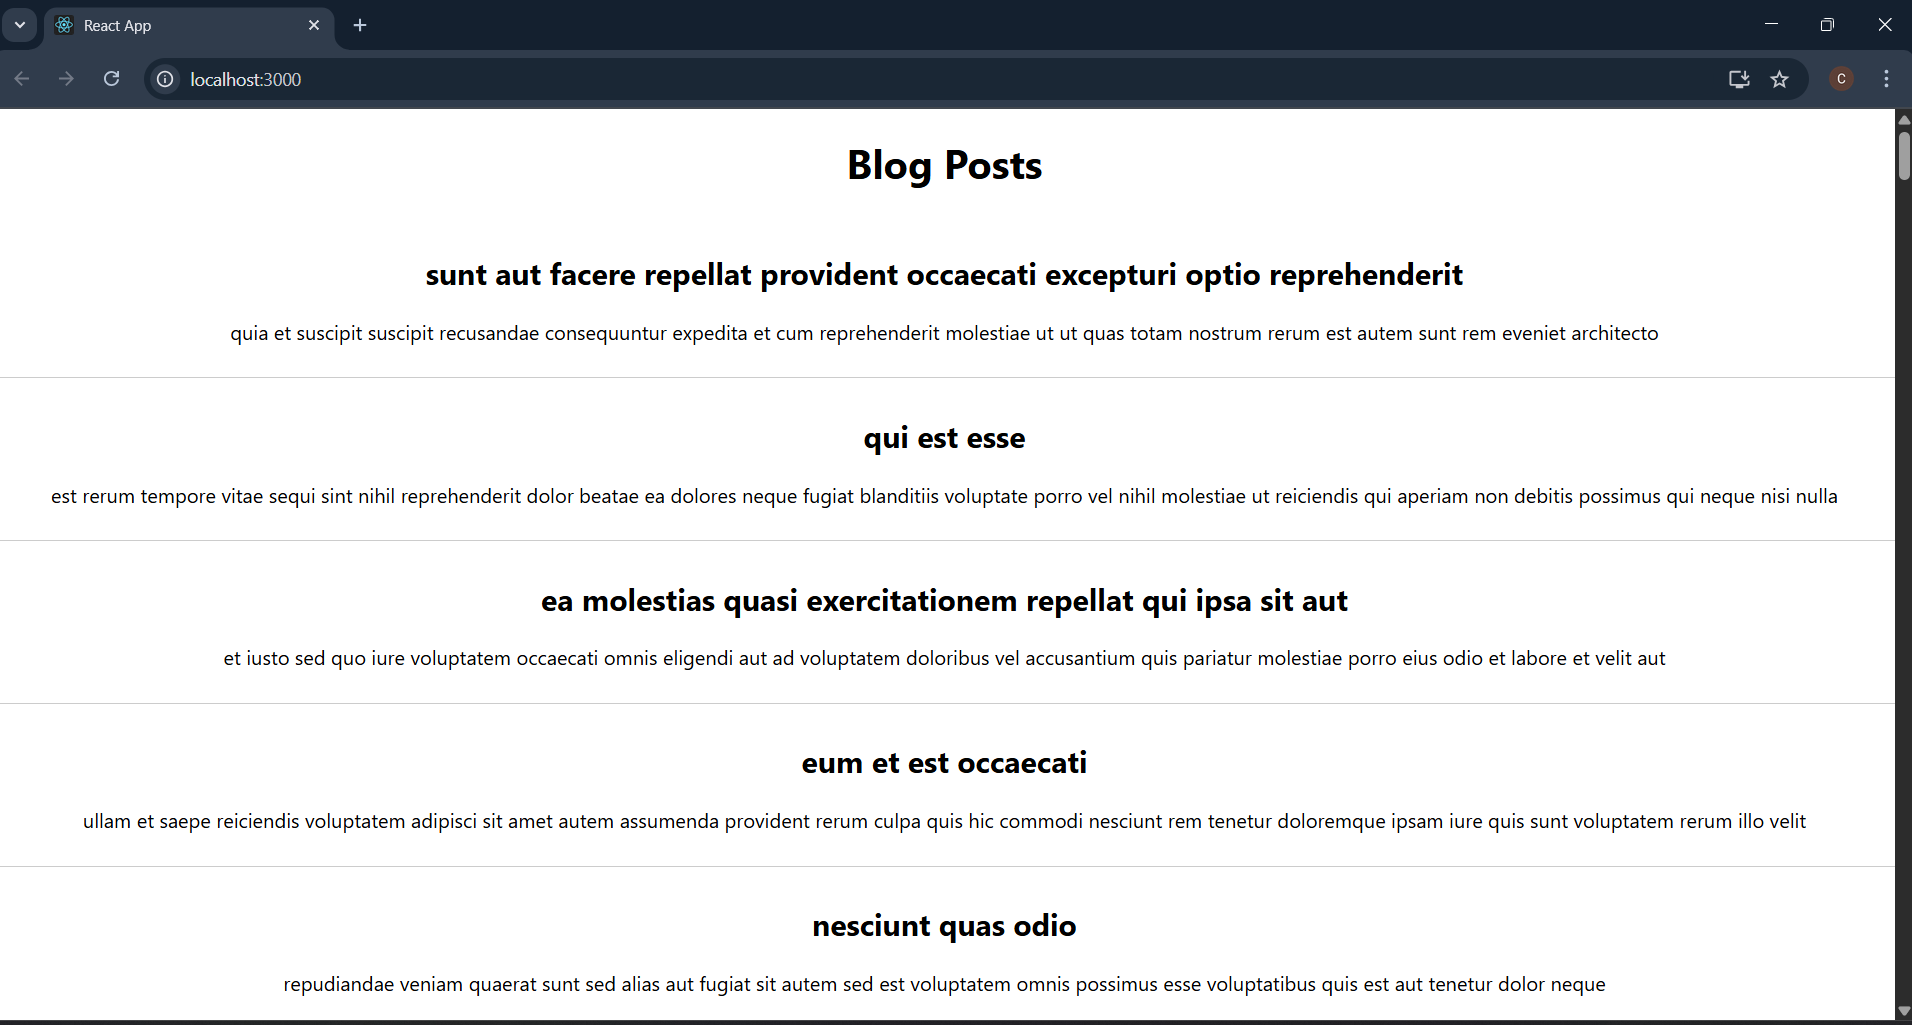 React App
localhost:3000
C
Blog Posts
sunt aut facere repellat provident occaecati excepturi optio reprehenderit
quia et suscipit suscipit recusandae consequuntur expedita et cum reprehenderit molestiae ut ut quas totam nostrum rerum est autem sunt rem eveniet architecto
qui est esse
est rerum tempore vitae sequi sint nihil reprehenderit dolor beatae ea dolores neque fugiat blanditiis voluptate porro vel nihil molestiae ut reiciendis qui aperiam non debitis possimus qui neque nisi nulla
ea molestias quasi exercitationem repellat qui ipsa sit aut
et iusto sed quo iure voluptatem occaecati omnis eligendi aut ad voluptatem doloribus vel accusantium quis pariatur molestiae porro eius odio et labore et velit aut
eum et est occaecati
ullam et saepe reiciendis voluptatem adipisci sit amet autem assumenda provident rerum culpa quis hic commodi nesciunt rem tenetur doloremque ipsam iure quis sunt voluptatem rerum illo velit
nesciunt quas odio
repudiandae veniam quaerat sunt sed alias aut fugiat sit autem sed est voluptatem omnis possimus esse voluptatibus quis est aut tenetur dolor neque